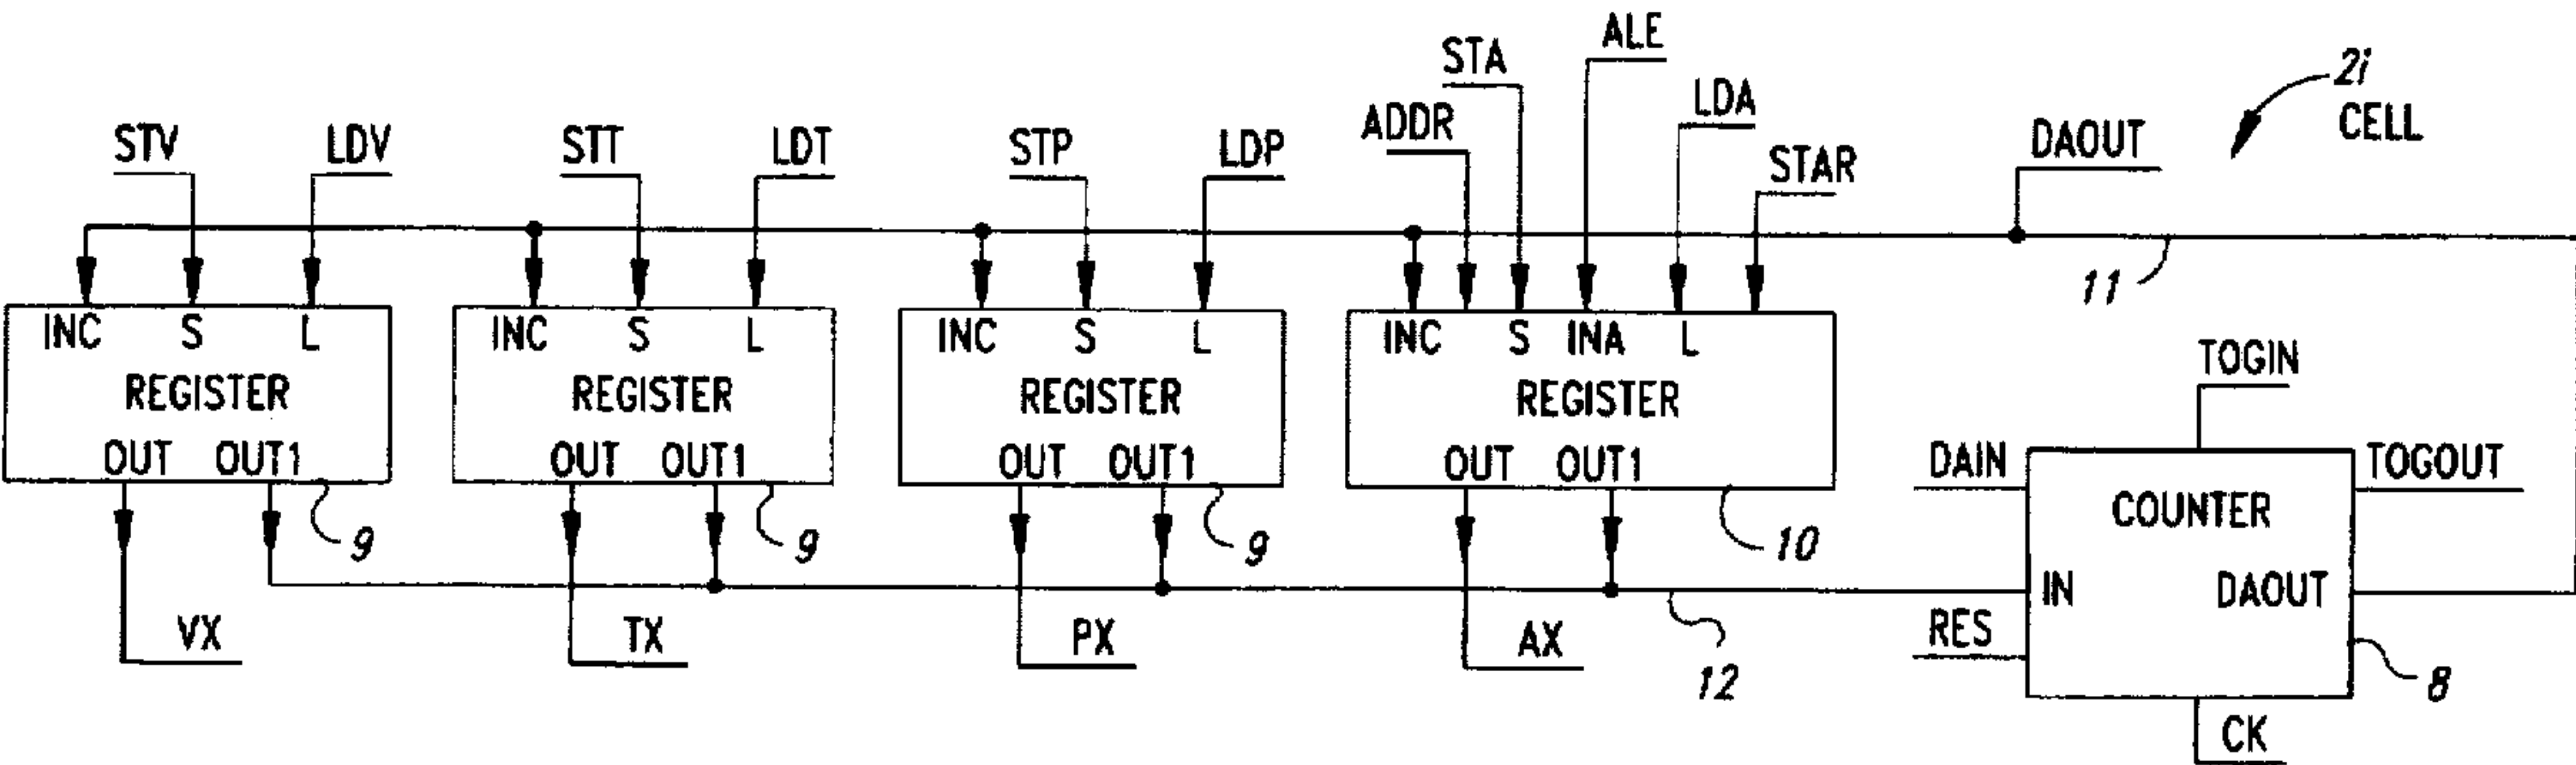 ALE
STA
2i
CELL
LDA
ADDR
STV
LDV
STT
LDT
STP
LDP
DAOUT
STAR
11
INC S L
REGISTER
OUT OUT1
9
INC S L
REGISTER
OUT OUT1
9
INC S L
REGISTER
OUT OUT1
9
INC S INA L
REGISTER
OUT OUT1
10
TOGIN
DAIN
TOGOUT
COUNTER
IN DAOUT
RES
8
CK
VX
TX
PX
AX
12